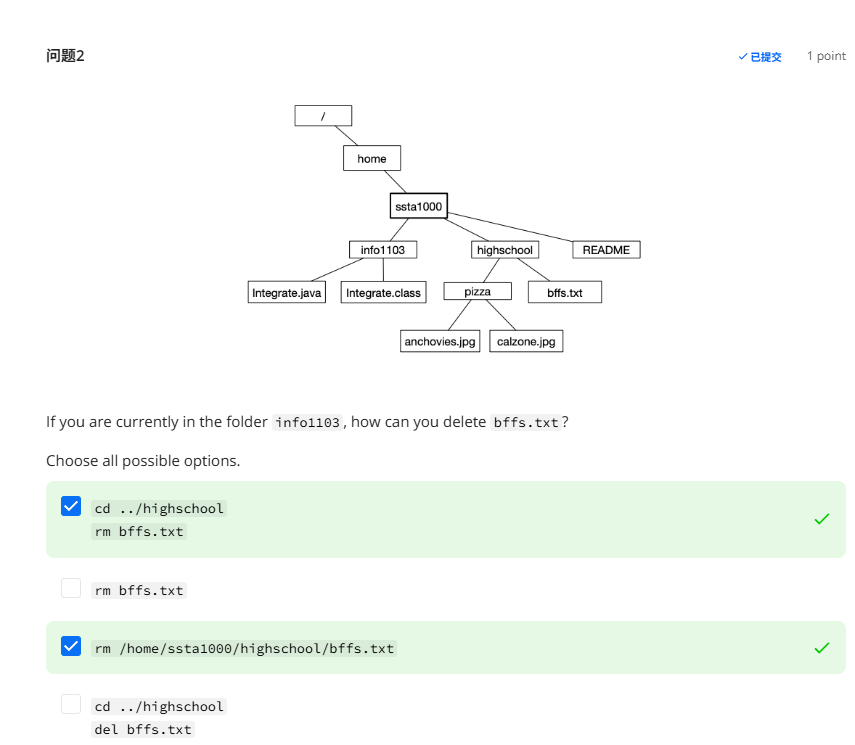 问题2
✓ 已提交 1 point
/
home
ssta1000
info1103 highschool README
Integrate.java Integrate.class pizza bffs.txt
anchovies.jpg calzone.jpg
If you are currently in the folder info1103, how can you delete bffs.txt?
Choose all possible options.
cd ../highschool
rm bffs.txt
rm bffs.txt
rm /home/ssta1000/highschool/bffs.txt
cd ../highschool
del bffs.txt